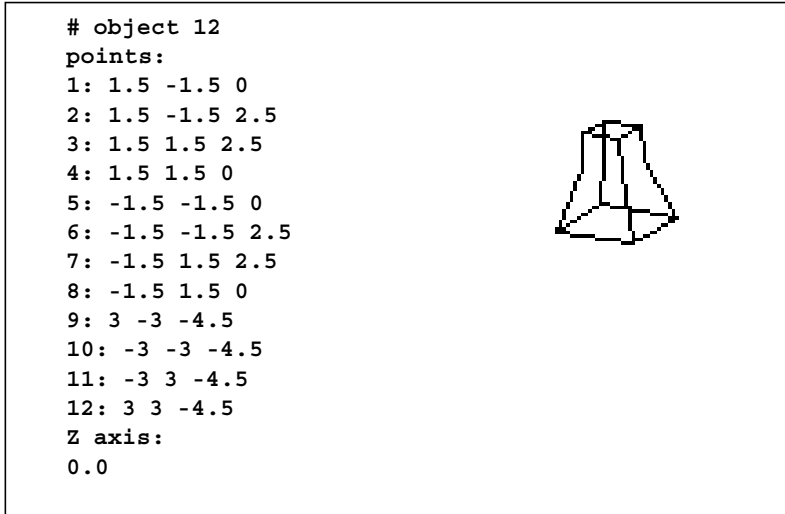 # object 12
points:
1: 1.5 -1.5 0
2: 1.5 -1.5 2.5
3: 1.5 1.5 2.5
4: 1.5 1.5 0
5: -1.5 -1.5 0
6: -1.5 -1.5 2.5
7: -1.5 1.5 2.5
8: -1.5 1.5 0
9: 3 -3 -4.5
10: -3 -3 -4.5
11: -3 3 -4.5
12: 3 3 -4.5
Z axis:
0.0